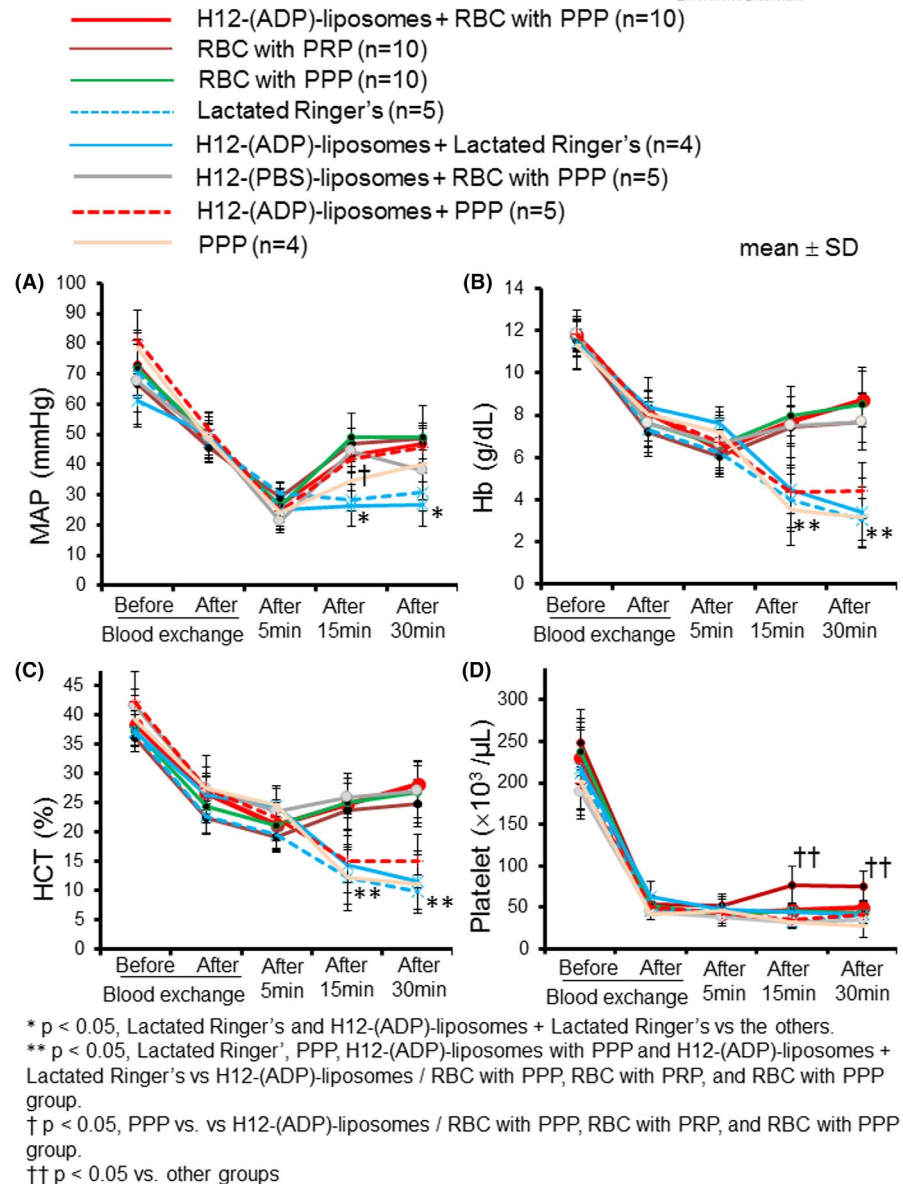 H12-(ADP)-liposomes + RBC with PPP (n=10)
RBC with PRP (n=10)
RBC with PPP (n=10)
Lactated Ringer's (n=5)
H12-(ADP)-liposomes + Lactated Ringer's (n=4)
H12-(PBS)-liposomes + RBC with PPP (n=5)
H12-(ADP)-liposomes + PPP (n=5)
PPP (n=4)
mean ± SD
(A)
MAP (mmHg)
100
90
80
70
60
50
40
30
20
10
0
†
*
*
Before After After After After
Blood exchange 5min 15min 30min
(B)
Hb (g/dL)
14
12
10
8
6
4
2
0
**
**
Before After After After After
Blood exchange 5min 15min 30min
(C)
HCT (%)
45
40
35
30
25
20
15
10
5
0
**
**
Before After After After After
Blood exchange 5min 15min 30min
(D)
Platelet (×10³ /μL)
300
250
200
150
100
50
0
††
††
Before After After After After
Blood exchange 5min 15min 30min
* p < 0.05, Lactated Ringer's and H12-(ADP)-liposomes + Lactated Ringer's vs the others.
** p < 0.05, Lactated Ringer', PPP, H12-(ADP)-liposomes with PPP and H12-(ADP)-liposomes +
Lactated Ringer's vs H12-(ADP)-liposomes / RBC with PPP, RBC with PRP, and RBC with PPP
group.
† p < 0.05, PPP vs. vs H12-(ADP)-liposomes / RBC with PPP, RBC with PRP, and RBC with PPP
group.
†† p < 0.05 vs. other groups